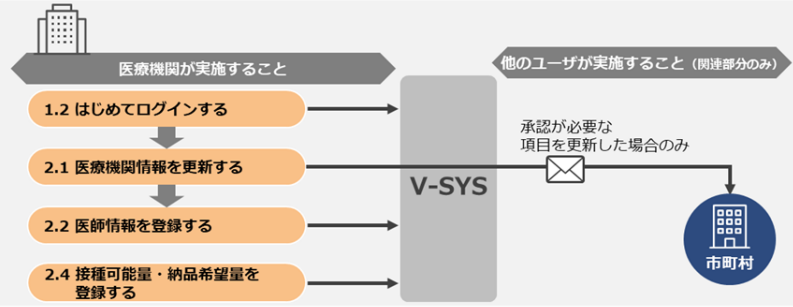 医療機関が実施すること
他のユーザが実施すること（関連部分のみ）
1.2 はじめてログインする
2.1 医療機関情報を更新する
2.2 医師情報を登録する
2.4 接種可能量・納品希望量を
登録する
V-SYS
承認が必要な
項目を更新した場合のみ
市町村